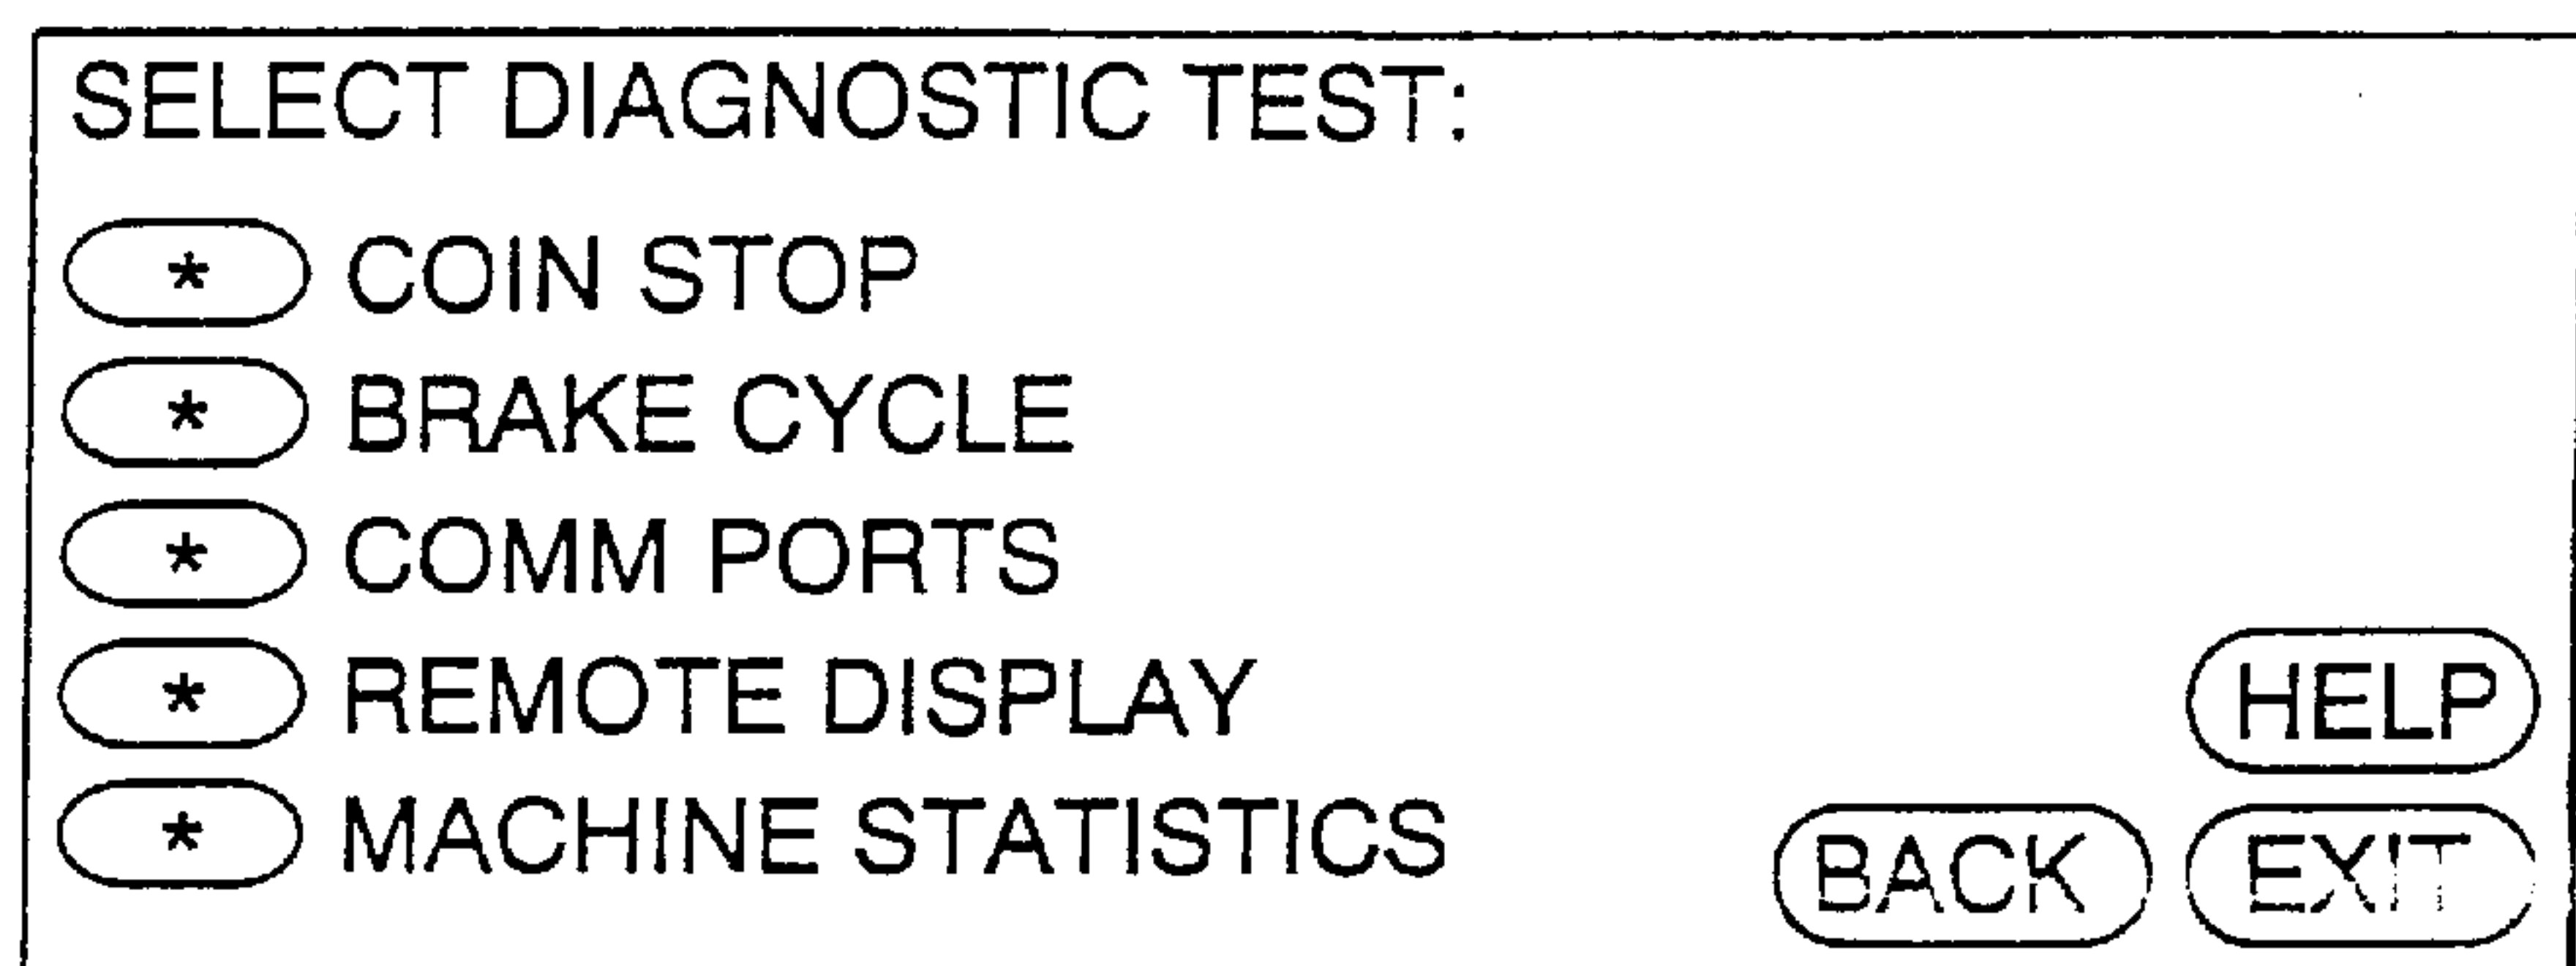 SELECT DIAGNOSTIC TEST:
* COIN STOP
* BRAKE CYCLE
* COMM PORTS
* REMOTE DISPLAY
HELP
* MACHINE STATISTICS
BACK EXIT